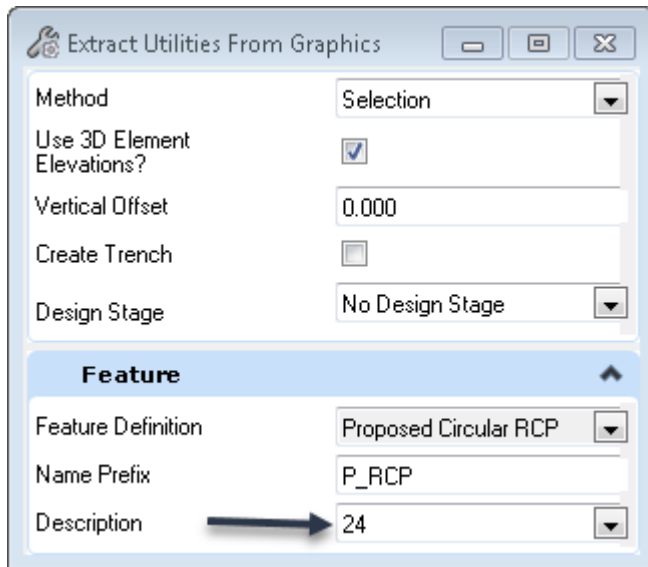 Extract Utilities From Graphics
Method Selection
Use 3D Element
Elevations?
Vertical Offset 0.000
Create Trench
Design Stage No Design Stage
Feature
Feature Definition Proposed Circular RCP
Name Prefix P_RCP
Description 24